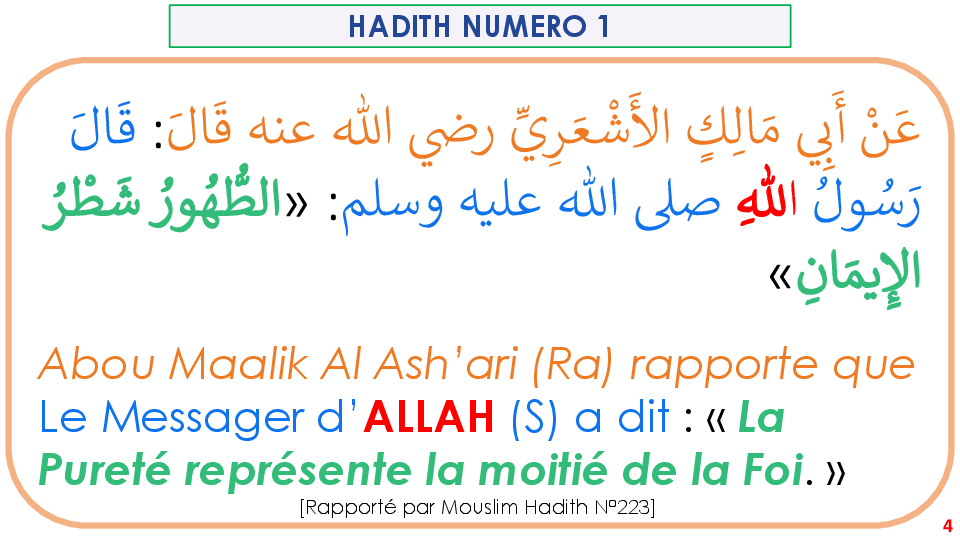 HADITH NUMERO 1
عَنْ أَبِي مَالِكٍ الأَشْعَرِيِّ رضي الله عنه قَالَ: قَالَ
رَسُولُ اللهِ صلى الله عليه وسلم: «الطُّهُورُ شَطْرُ
الإِيمَانِ»
Abou Maalik Al Ash’ari (Ra) rapporte que
Le Messager d’ALLAH (S) a dit : « La
Pureté représente la moitié de la Foi. »
[Rapporté par Mouslim Hadith N°223]
4